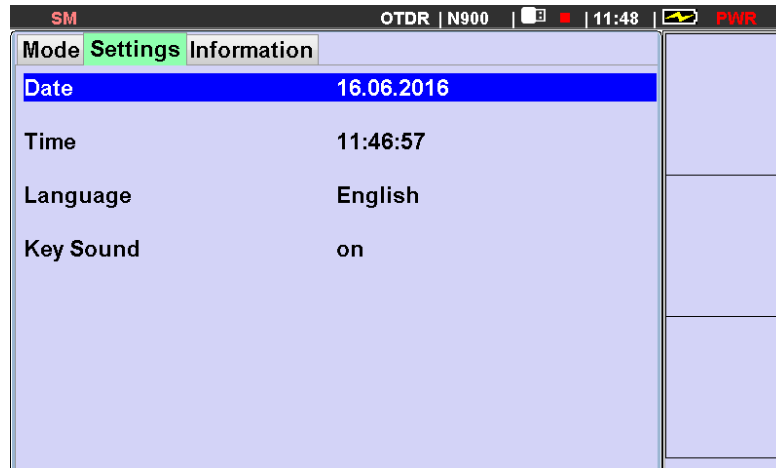 SM OTDR | N900 | | 11:48 | PWR
Mode Settings Information
Date 16.06.2016
Time 11:46:57
Language English
Key Sound on